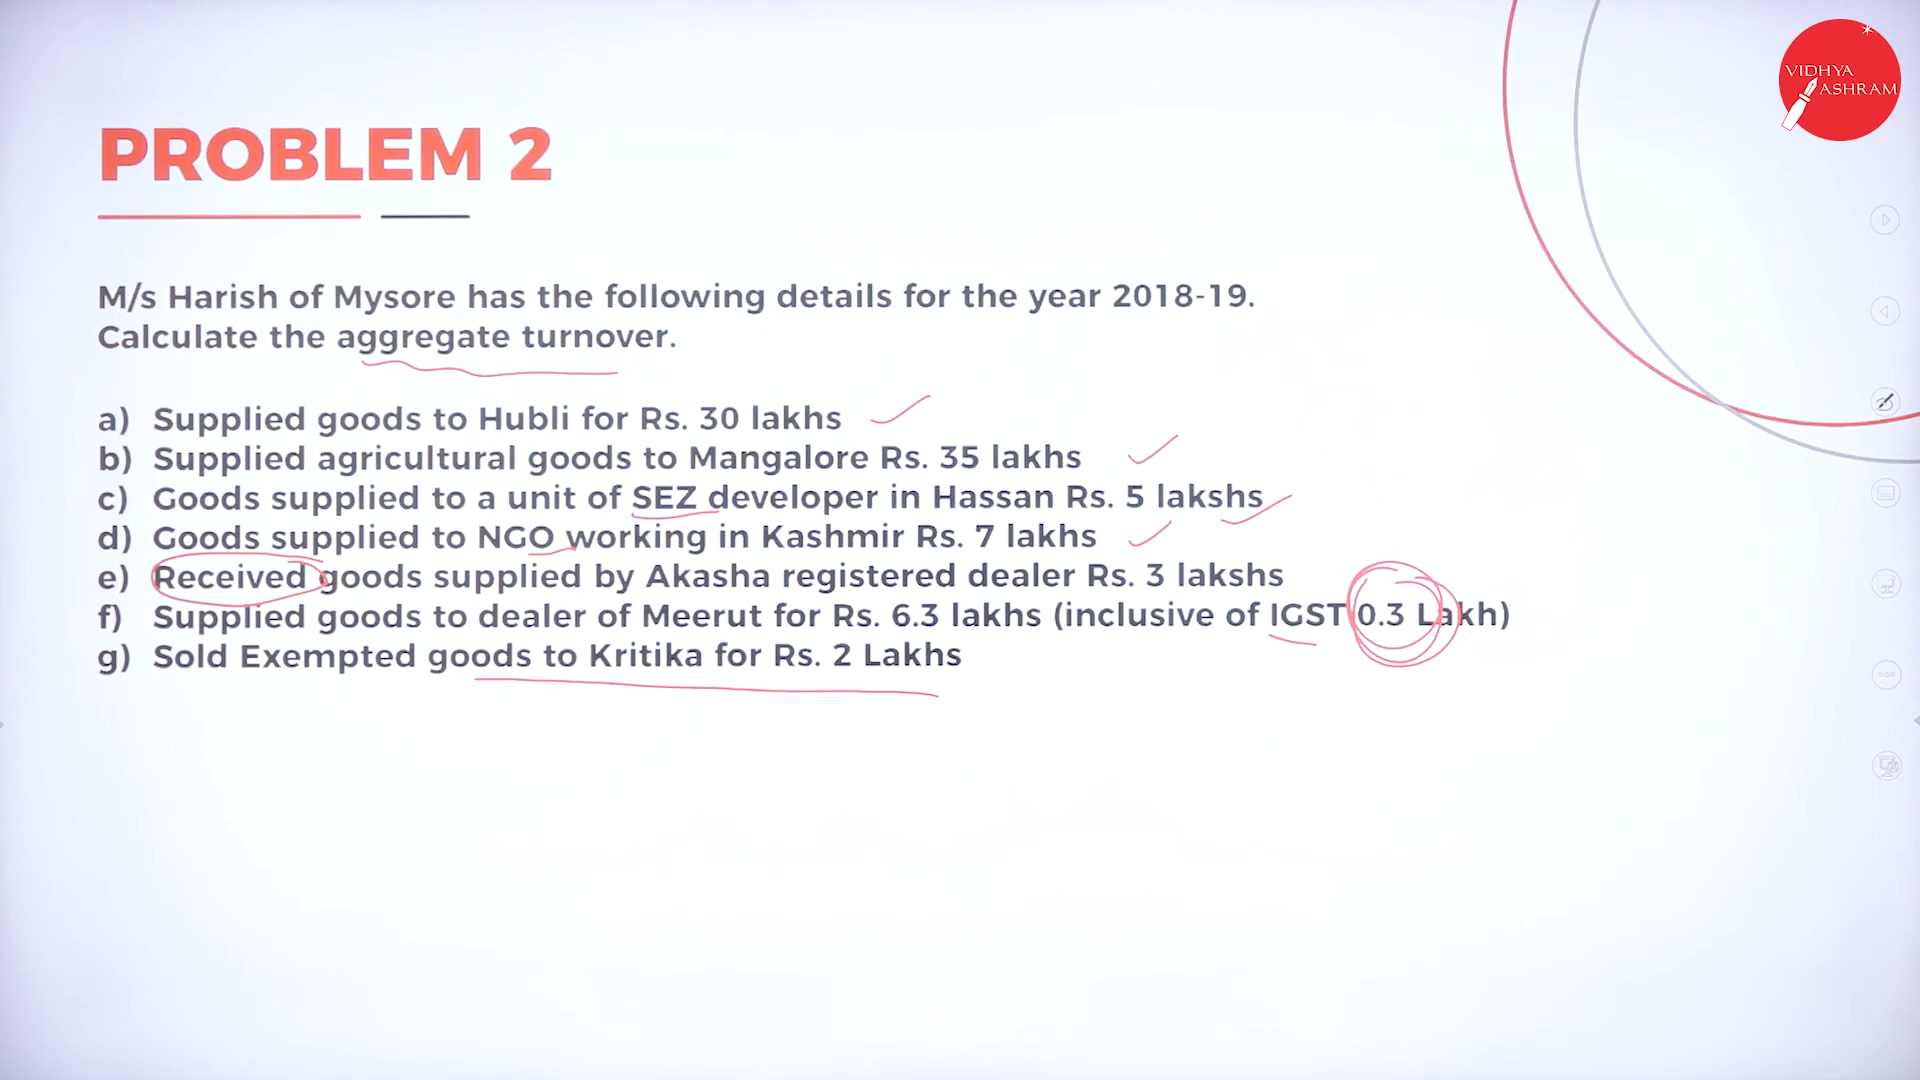 VIDHYA
ASHRAM
PROBLEM 2
M/s Harish of Mysore has the following details for the year 2018-19.
Calculate the aggregate turnover.
a) Supplied goods to Hubli for Rs. 30 lakhs
b) Supplied agricultural goods to Mangalore Rs. 35 lakhs
c) Goods supplied to a unit of SEZ developer in Hassan Rs. 5 lakshs
d) Goods supplied to NGO working in Kashmir Rs. 7 lakhs
e) Received goods supplied by Akasha registered dealer Rs. 3 lakshs
f) Supplied goods to dealer of Meerut for Rs. 6.3 lakhs (inclusive of IGST 0.3 Lakh)
g) Sold Exempted goods to Kritika for Rs. 2 Lakhs